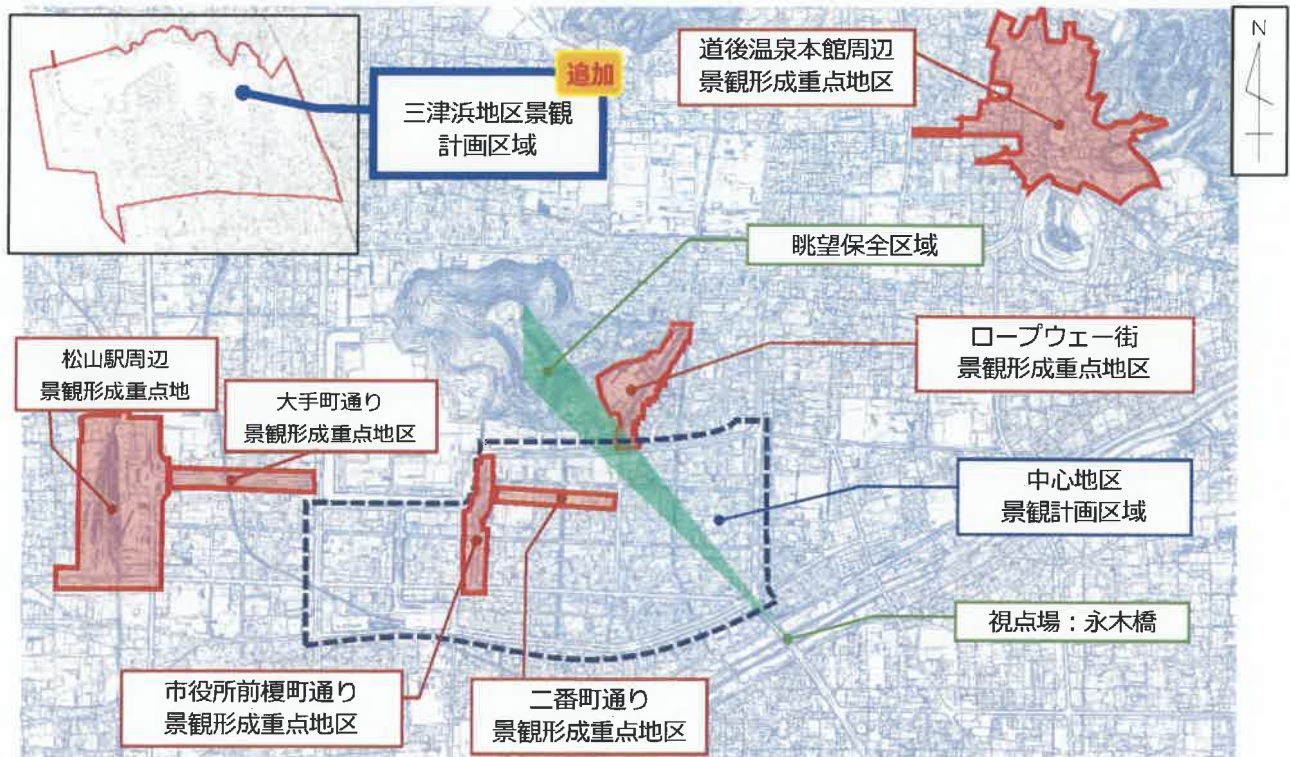 追加
三津浜地区景観
計画区域
道後温泉本館周辺
景観形成重点地区
N
眺望保全区域
ロープウェー街
景観形成重点地区
松山駅周辺
景観形成重点地
大手町通り
景観形成重点地区
中心地区
景観計画区域
視点場：永木橋
市役所前榎町通り
景観形成重点地区
二番町通り
景観形成重点地区